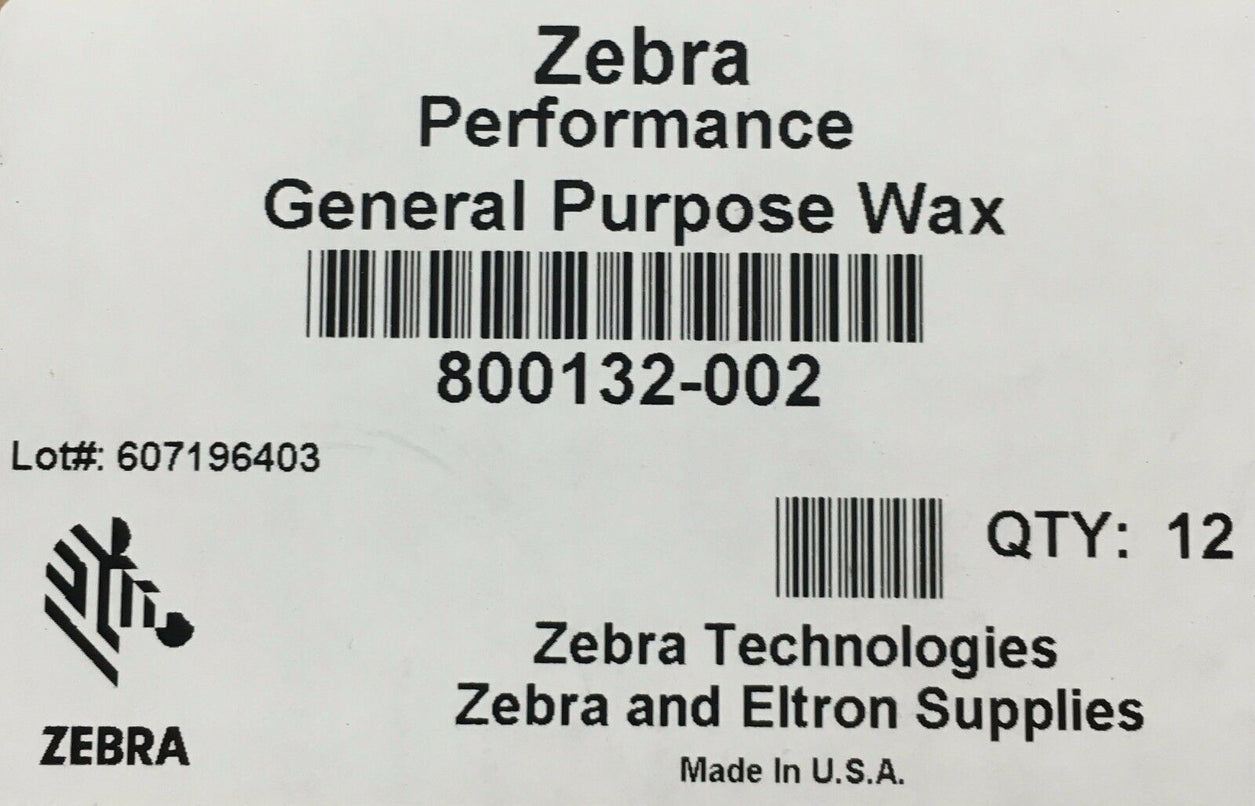 Zebra
Performance
General Purpose Wax
800132-002
Lot#: 607196403
QTY: 12
ZEBRA
Zebra Technologies
Zebra and Eltron Supplies
Made In U.S.A.